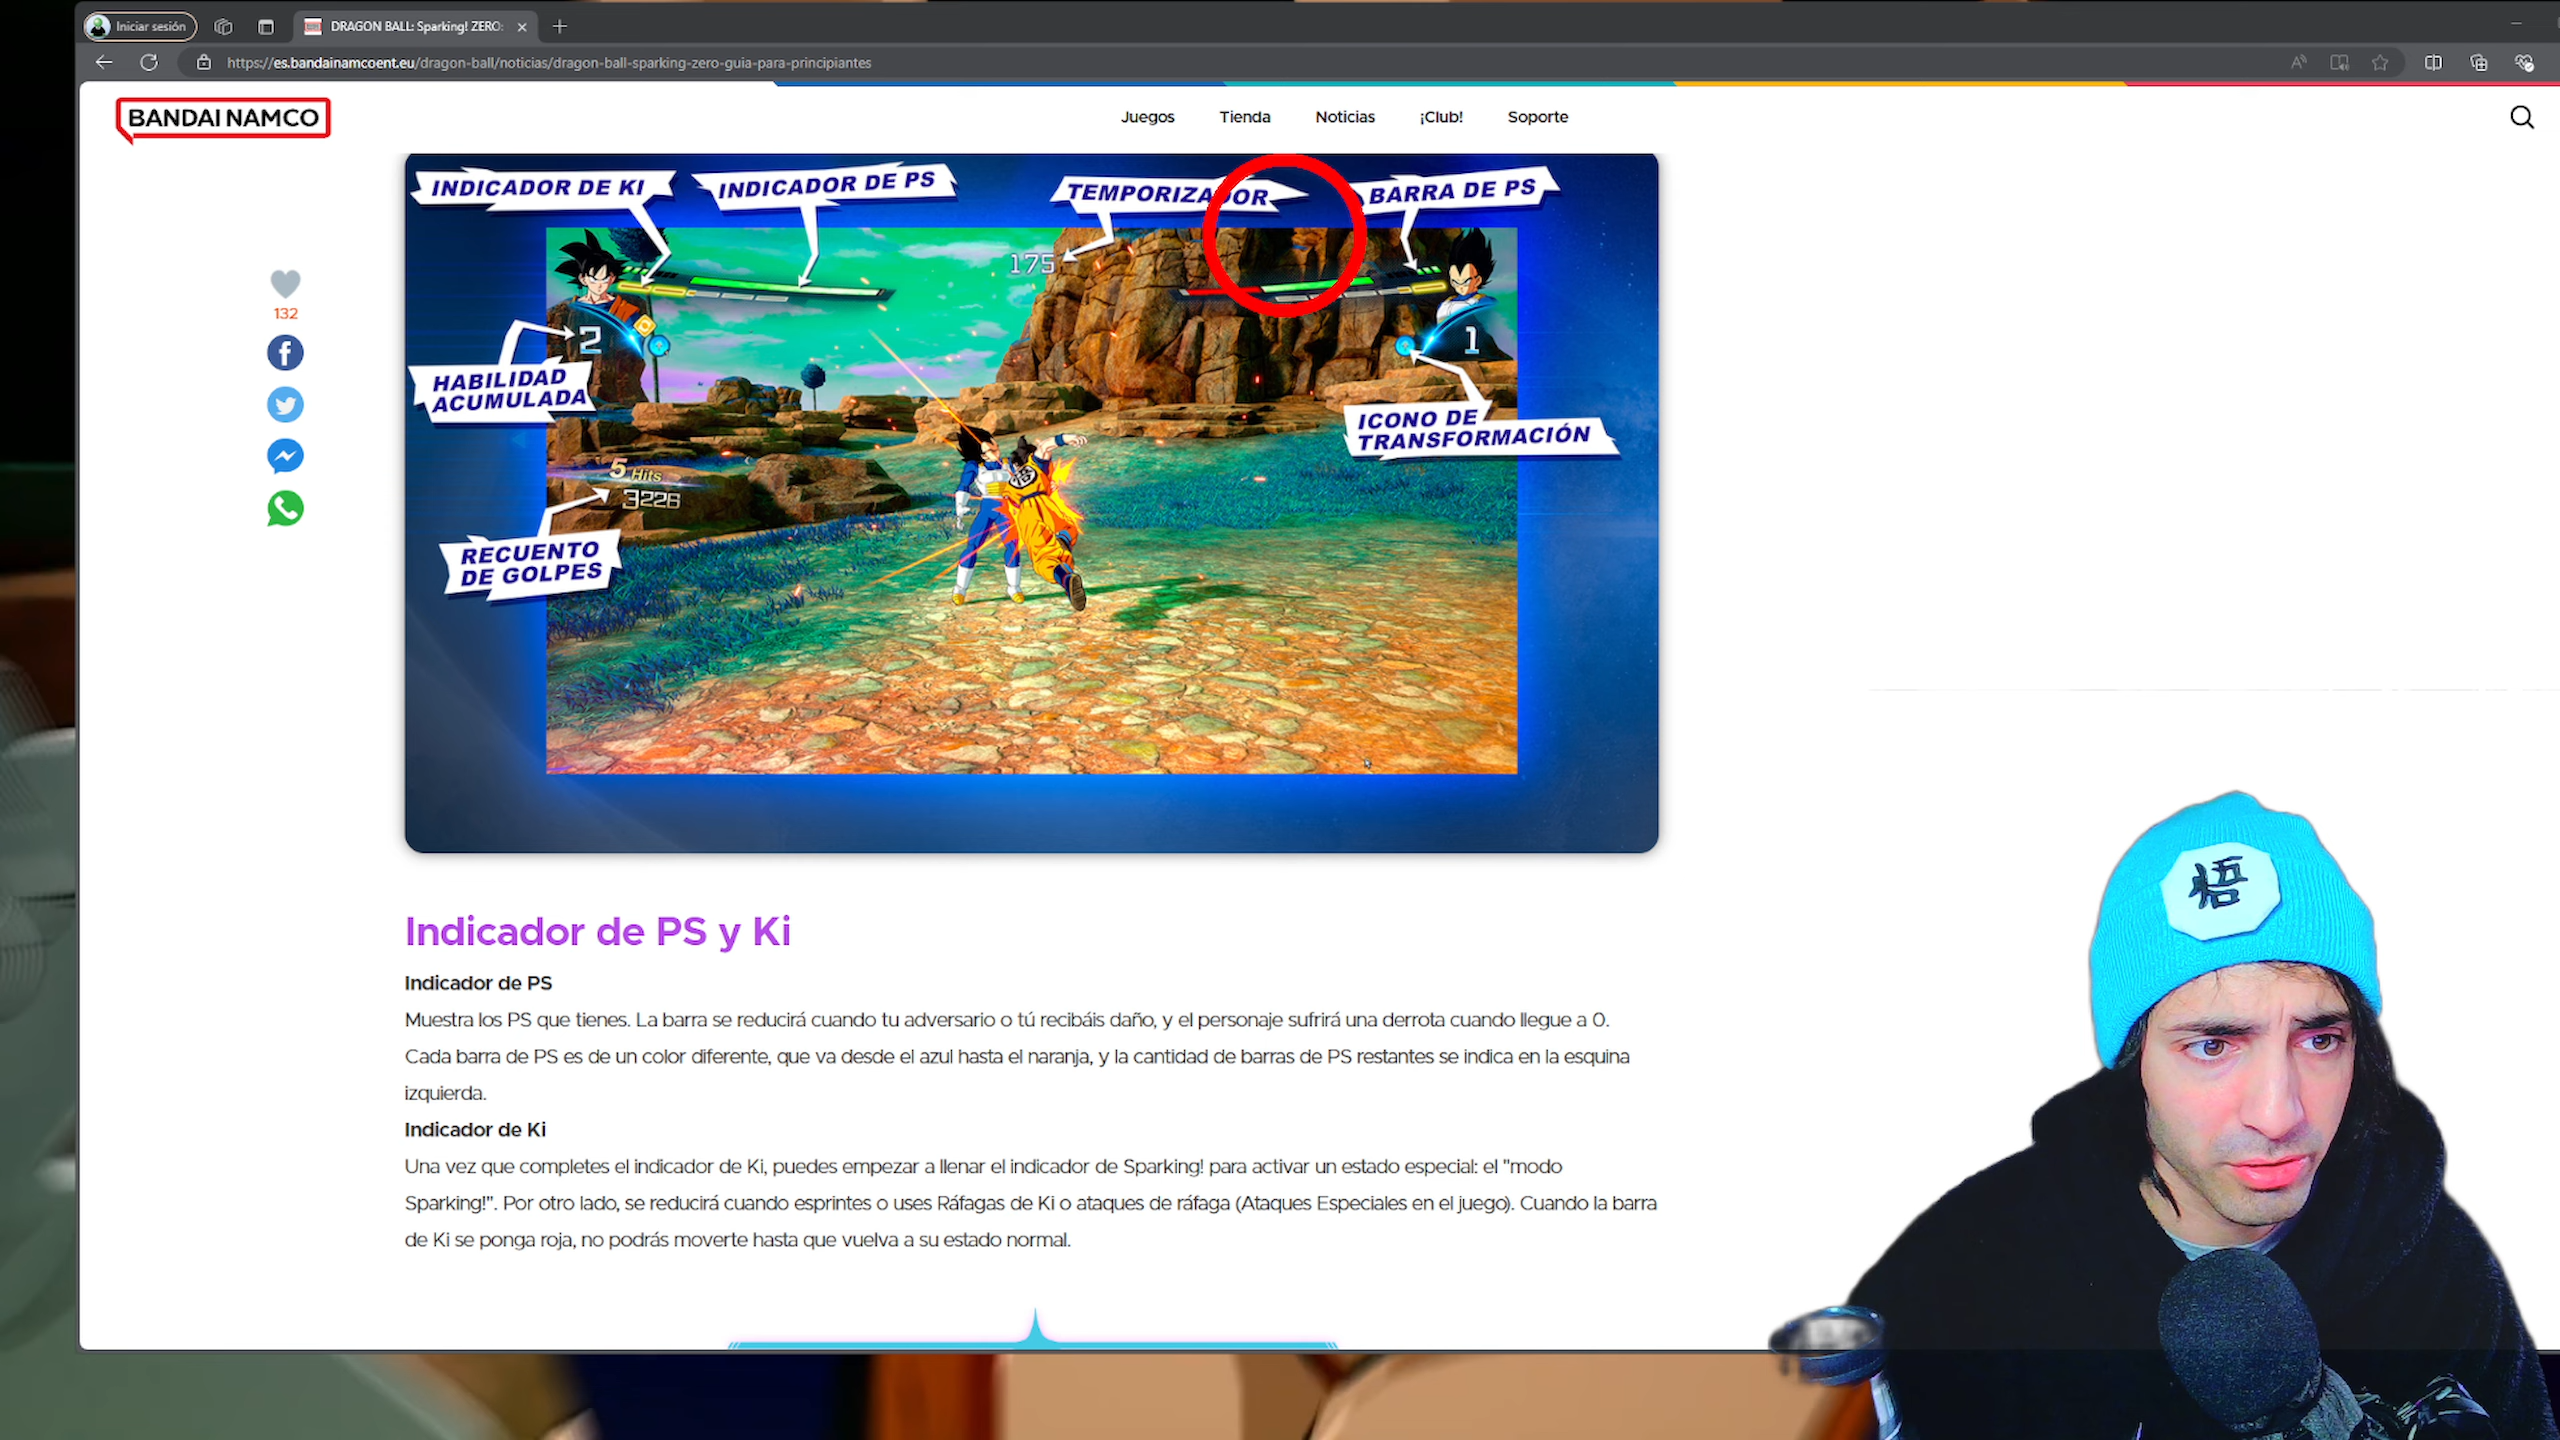 Iniciar sesión
DRAGON BALL: Sparking! ZERO:
https://es.bandainamcoent.eu/dragon-ball/noticias/dragon-ball-sparking-zero-guia-para-principiantes
BANDAI NAMCO
Juegos
Tienda
Noticias
¡Club!
Soporte
INDICADOR DE KI
INDICADOR DE PS
TEMPORIZADOR
BARRA DE PS
175
2
1
132
HABILIDAD
ACUMULADA
ICONO DE
TRANSFORMACIÓN
5 Hits
3226
RECUENTO
DE GOLPES
悟
Indicador de PS y Ki
Indicador de PS
Muestra los PS que tienes. La barra se reducirá cuando tu adversario o tú recibáis daño, y el personaje sufrirá una derrota cuando llegue a 0.
Cada barra de PS es de un color diferente, que va desde el azul hasta el naranja, y la cantidad de barras de PS restantes se indica en la esquina
izquierda.
Indicador de Ki
Una vez que completes el indicador de Ki, puedes empezar a llenar el indicador de Sparking! para activar un estado especial: el "modo
Sparking!". Por otro lado, se reducirá cuando esprintes o uses Ráfagas de Ki o ataques de ráfaga (Ataques Especiales en el juego). Cuando la barra
de Ki se ponga roja, no podrás moverte hasta que vuelva a su estado normal.